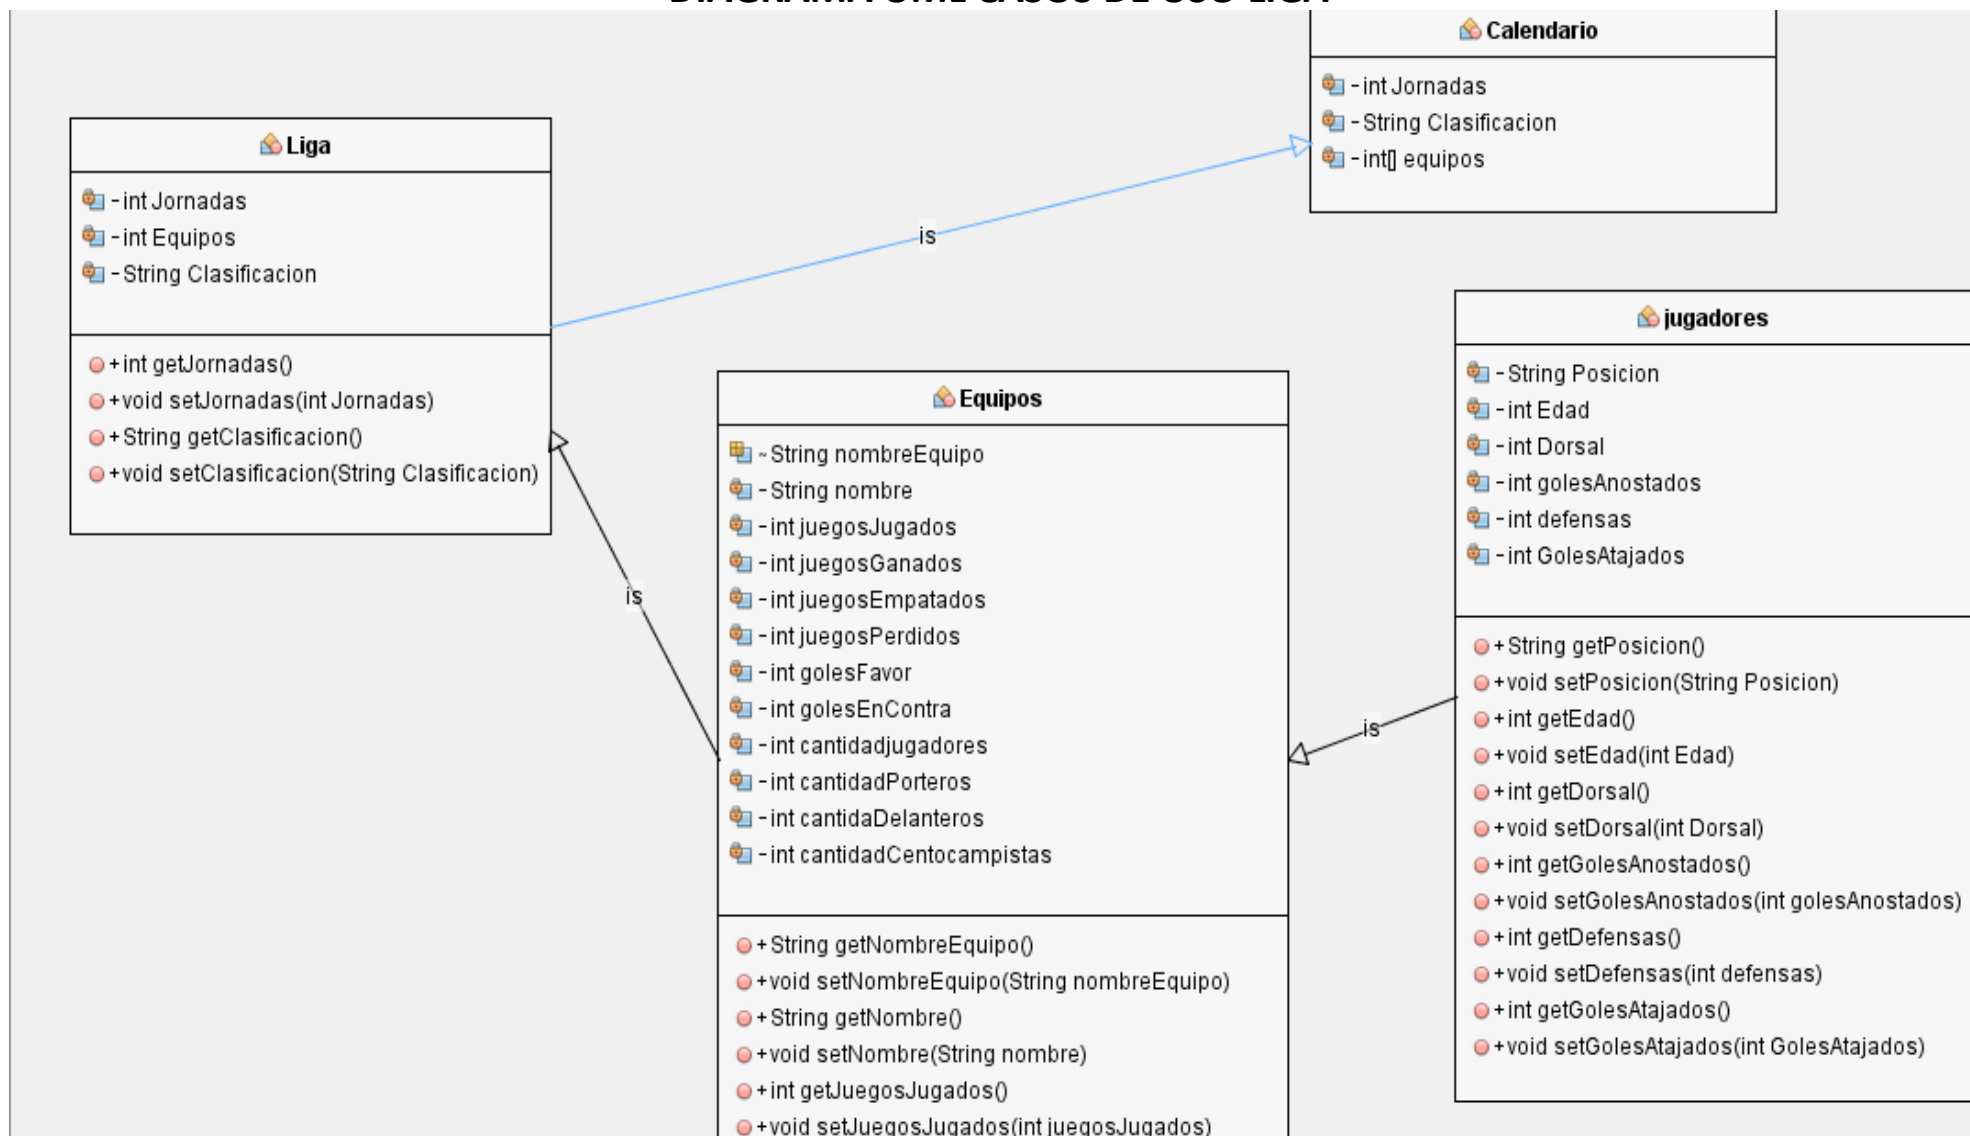 DIAGRAMA UML CASOS DE USO LIGA
Calendario
-int Jornadas
-String Clasificacion
-int[] equipos
Liga
-int Jornadas
-int Equipos
-String Clasificacion
+int getJornadas()
+void setJornadas(int Jornadas)
+String getClasificacion()
+void setClasificacion(String Clasificacion)
is
is
Equipos
~String nombreEquipo
-String nombre
-int juegosJugados
-int juegosGanados
-int juegosEmpatados
-int juegosPerdidos
-int golesFavor
-int golesEnContra
-int cantidadjugadores
-int cantidadPorteros
-int cantidaDelanteros
-int cantidadCentocampistas
+String getNombreEquipo()
+void setNombreEquipo(String nombreEquipo)
+String getNombre()
+void setNombre(String nombre)
+int getJuegosJugados()
+void setJuegosJugados(int juegosJugados)
is
jugadores
-String Posicion
-int Edad
-int Dorsal
-int golesAnostados
-int defensas
-int GolesAtajados
+String getPosicion()
+void setPosicion(String Posicion)
+int getEdad()
+void setEdad(int Edad)
+int getDorsal()
+void setDorsal(int Dorsal)
+int getGolesAnostados()
+void setGolesAnostados(int golesAnostados)
+int getDefensas()
+void setDefensas(int defensas)
+int getGolesAtajados()
+void setGolesAtajados(int GolesAtajados)